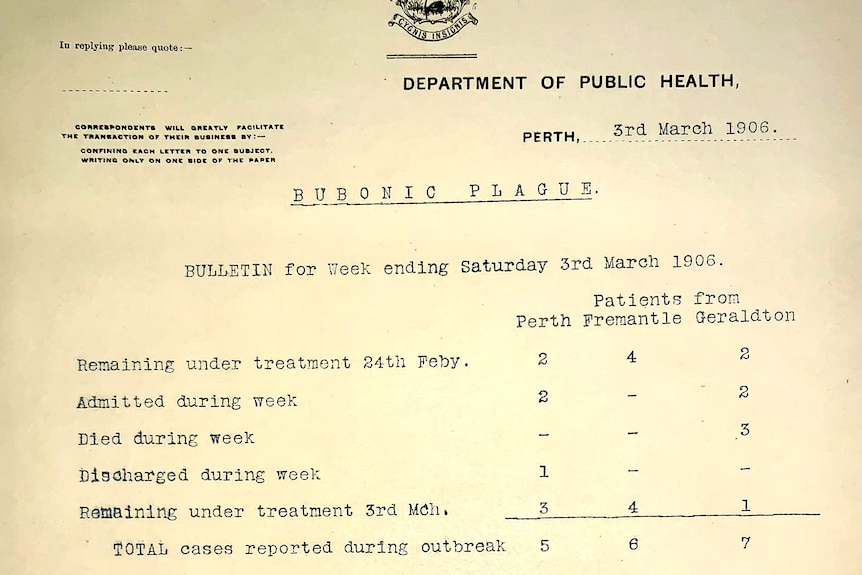 CYGNIS INSIGNIS
In replying please quote:—
DEPARTMENT OF PUBLIC HEALTH,
CORRESPONDENTS WILL GREATLY FACILITATE
THE TRANSACTION OF THEIR BUSINESS BY:—
CONFINING EACH LETTER TO ONE SUBJECT.
WRITING ONLY ON ONE SIDE OF THE PAPER
PERTH, 3rd March 1906.
BUBONIC PLAGUE.
BULLETIN for Week ending Saturday 3rd March 1906.
Patients from
Perth Fremantle Geraldton
Remaining under treatment 24th Feby. 2 4 2
Admitted during week 2 - 2
Died during week - - 3
Discharged during week 1 - -
Remaining under treatment 3rd Mch. 3 4 1
TOTAL cases reported during outbreak 5 6 7